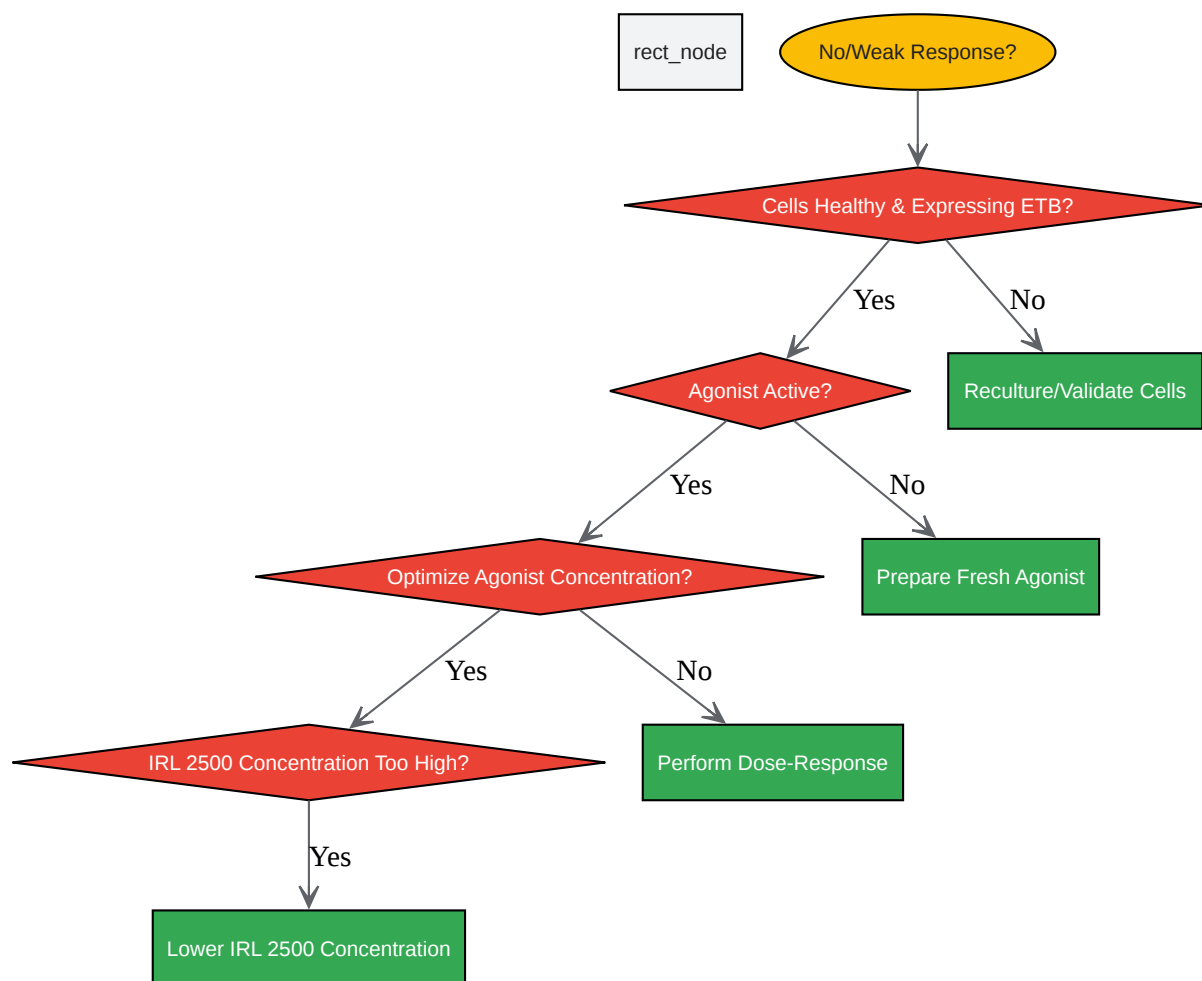 rect_node
No/Weak Response?
Cells Healthy & Expressing ETB?
Yes
No
Agonist Active?
Reculture/Validate Cells
Yes
No
Optimize Agonist Concentration?
Prepare Fresh Agonist
Yes
No
IRL 2500 Concentration Too High?
Perform Dose-Response
Yes
Lower IRL 2500 Concentration